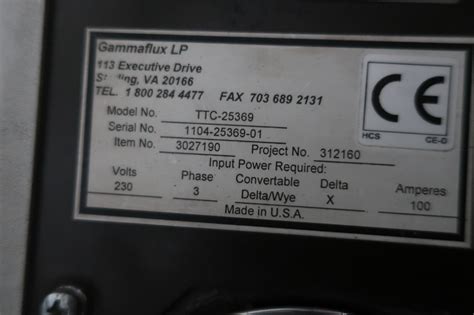 Gammaflux LP
113 Executive Drive
Sterling, VA 20166
TEL. 1 800 284 4477 FAX 703 689 2131
Model No. TTC-25369
Serial No. 1104-25369-01
Item No. 3027190 Project No. 312160
Input Power Required:
Volts Phase Convertable Delta Amperes
230 3 Delta/Wye X 100
Made in U.S.A.
CE
HCS CE-D